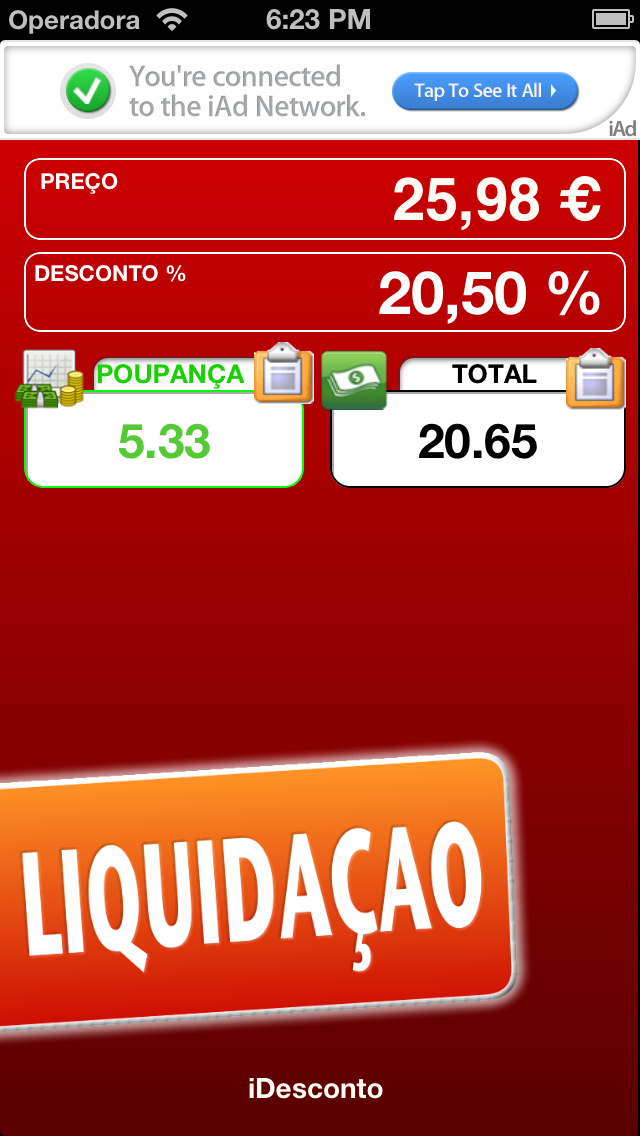 Operadora 6:23 PM
You're connected
to the iAd Network.
Tap To See It All
iAd
PREÇO 25,98 €
DESCONTO % 20,50 %
POUPANÇA TOTAL
5.33 20.65
LIQUIDAÇAO
iDesconto